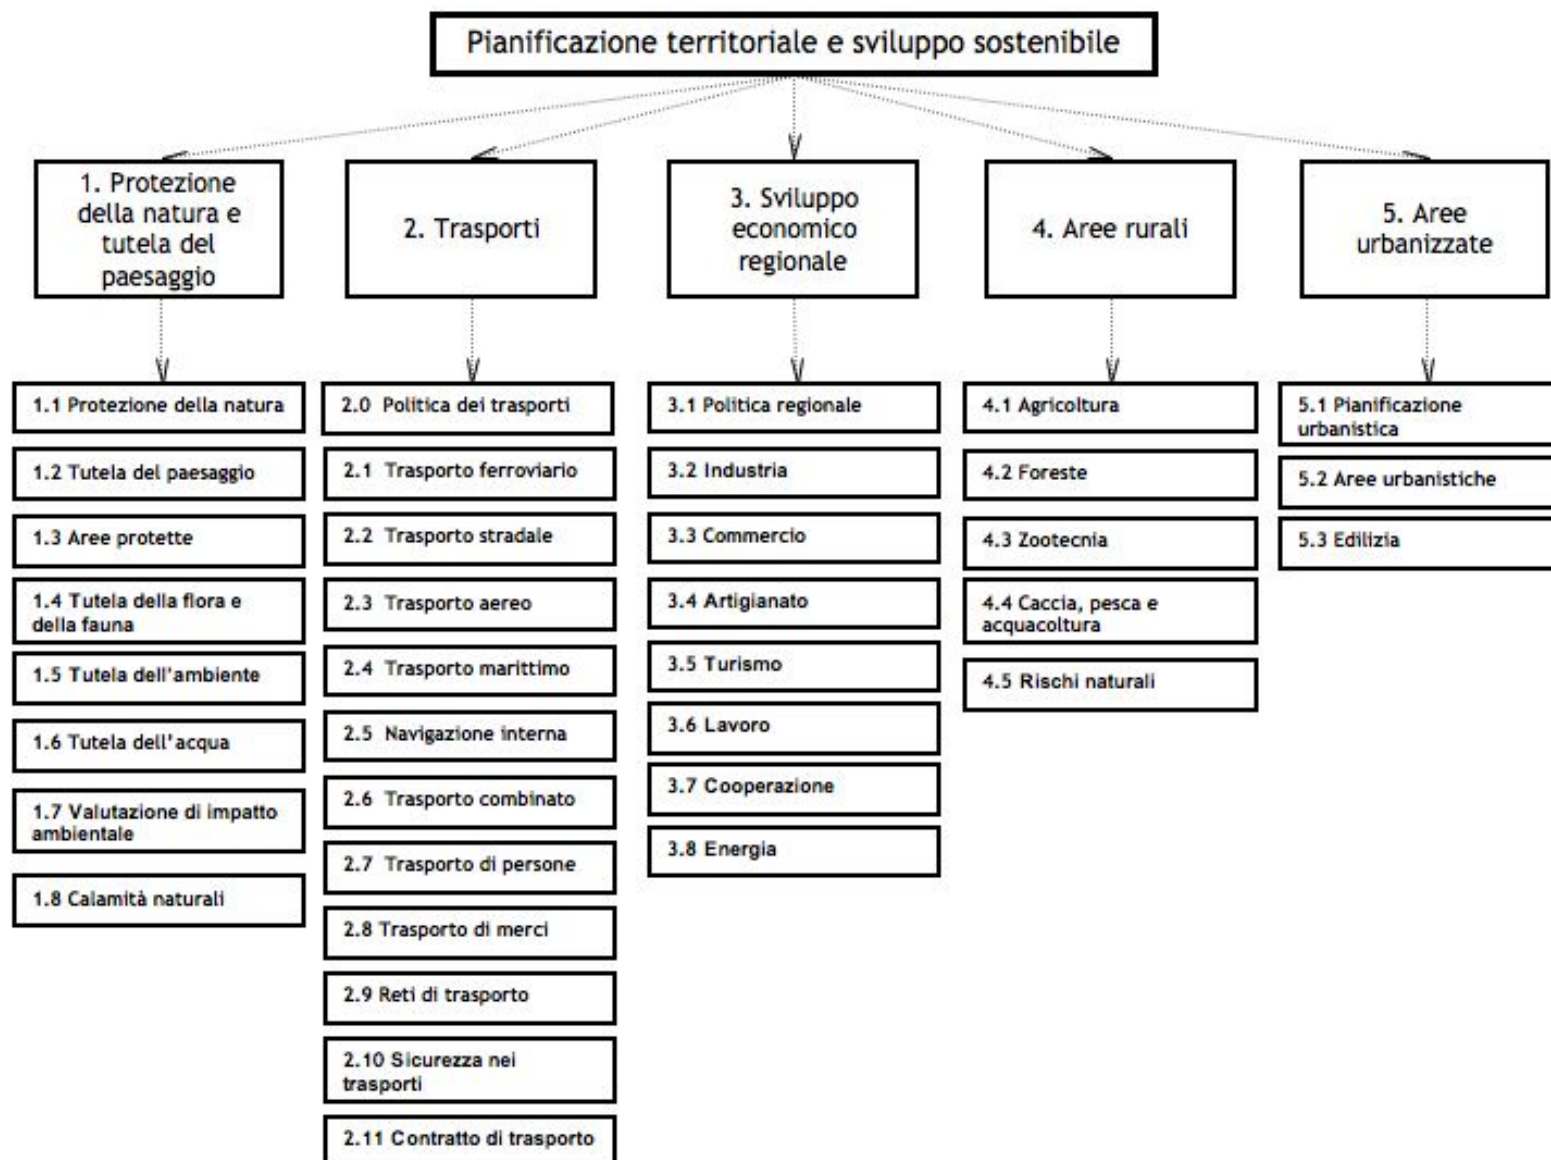 Pianificazione territoriale e sviluppo sostenibile
1. Protezione
della natura e
tutela del
paesaggio
2. Trasporti
3. Sviluppo
economico
regionale
4. Aree rurali
5. Aree
urbanizzate
1.1 Protezione della natura
1.2 Tutela del paesaggio
1.3 Aree protette
1.4 Tutela della flora e
della fauna
1.5 Tutela dell'ambiente
1.6 Tutela dell'acqua
1.7 Valutazione di impatto
ambientale
1.8 Calamità naturali
2.0 Politica dei trasporti
2.1 Trasporto ferroviario
2.2 Trasporto stradale
2.3 Trasporto aereo
2.4 Trasporto marittimo
2.5 Navigazione interna
2.6 Trasporto combinato
2.7 Trasporto di persone
2.8 Trasporto di merci
2.9 Reti di trasporto
2.10 Sicurezza nei
trasporti
2.11 Contratto di trasporto
3.1 Politica regionale
3.2 Industria
3.3 Commercio
3.4 Artigianato
3.5 Turismo
3.6 Lavoro
3.7 Cooperazione
3.8 Energia
4.1 Agricoltura
4.2 Foreste
4.3 Zootecnia
4.4 Caccia, pesca e
acquacoltura
4.5 Rischi naturali
5.1 Pianificazione
urbanistica
5.2 Aree urbanistiche
5.3 Edilizia